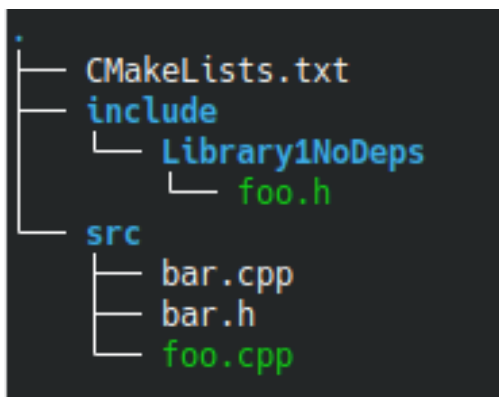 .
CMakeLists.txt
include
Library1NoDeps
foo.h
src
bar.cpp
bar.h
foo.cpp